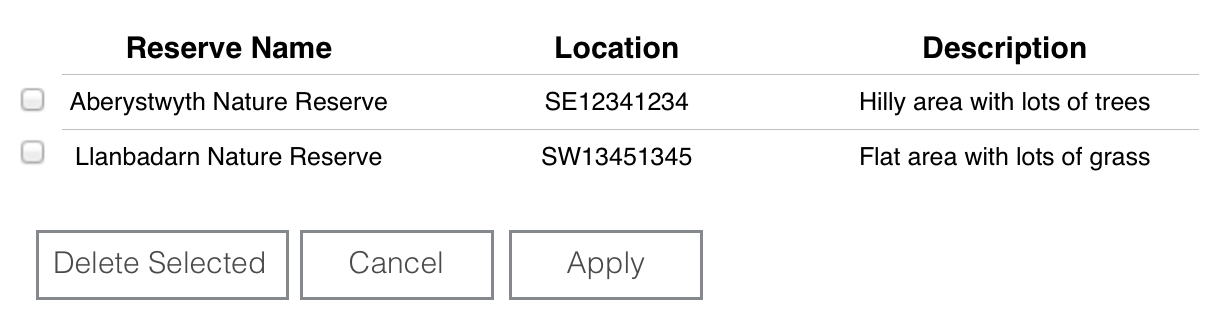 Reserve Name Location Description
Aberystwyth Nature Reserve SE12341234 Hilly area with lots of trees
Llanbadarn Nature Reserve SW13451345 Flat area with lots of grass
Delete Selected Cancel Apply